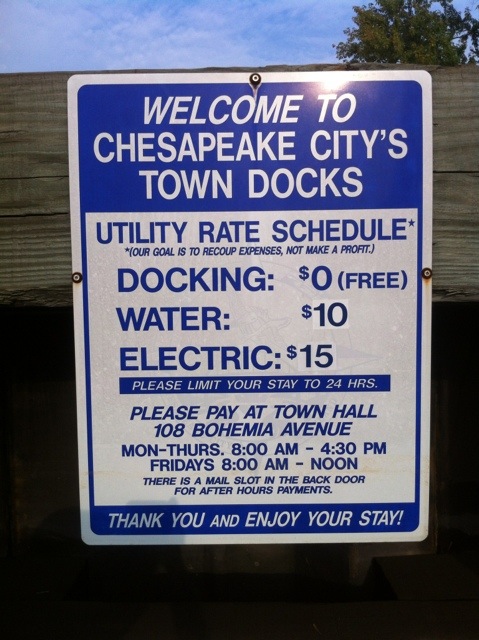 WELCOME TO
CHESAPEAKE CITY'S
TOWN DOCKS
UTILITY RATE SCHEDULE*
*(OUR GOAL IS TO RECOUP EXPENSES, NOT MAKE A PROFIT.)
DOCKING: $0 (FREE)
WATER: $10
ELECTRIC: $15
PLEASE LIMIT YOUR STAY TO 24 HRS.
PLEASE PAY AT TOWN HALL
108 BOHEMIA AVENUE
MON-THURS. 8:00 AM - 4:30 PM
FRIDAYS 8:00 AM - NOON
THERE IS A MAIL SLOT IN THE BACK DOOR
FOR AFTER HOURS PAYMENTS.
THANK YOU AND ENJOY YOUR STAY!